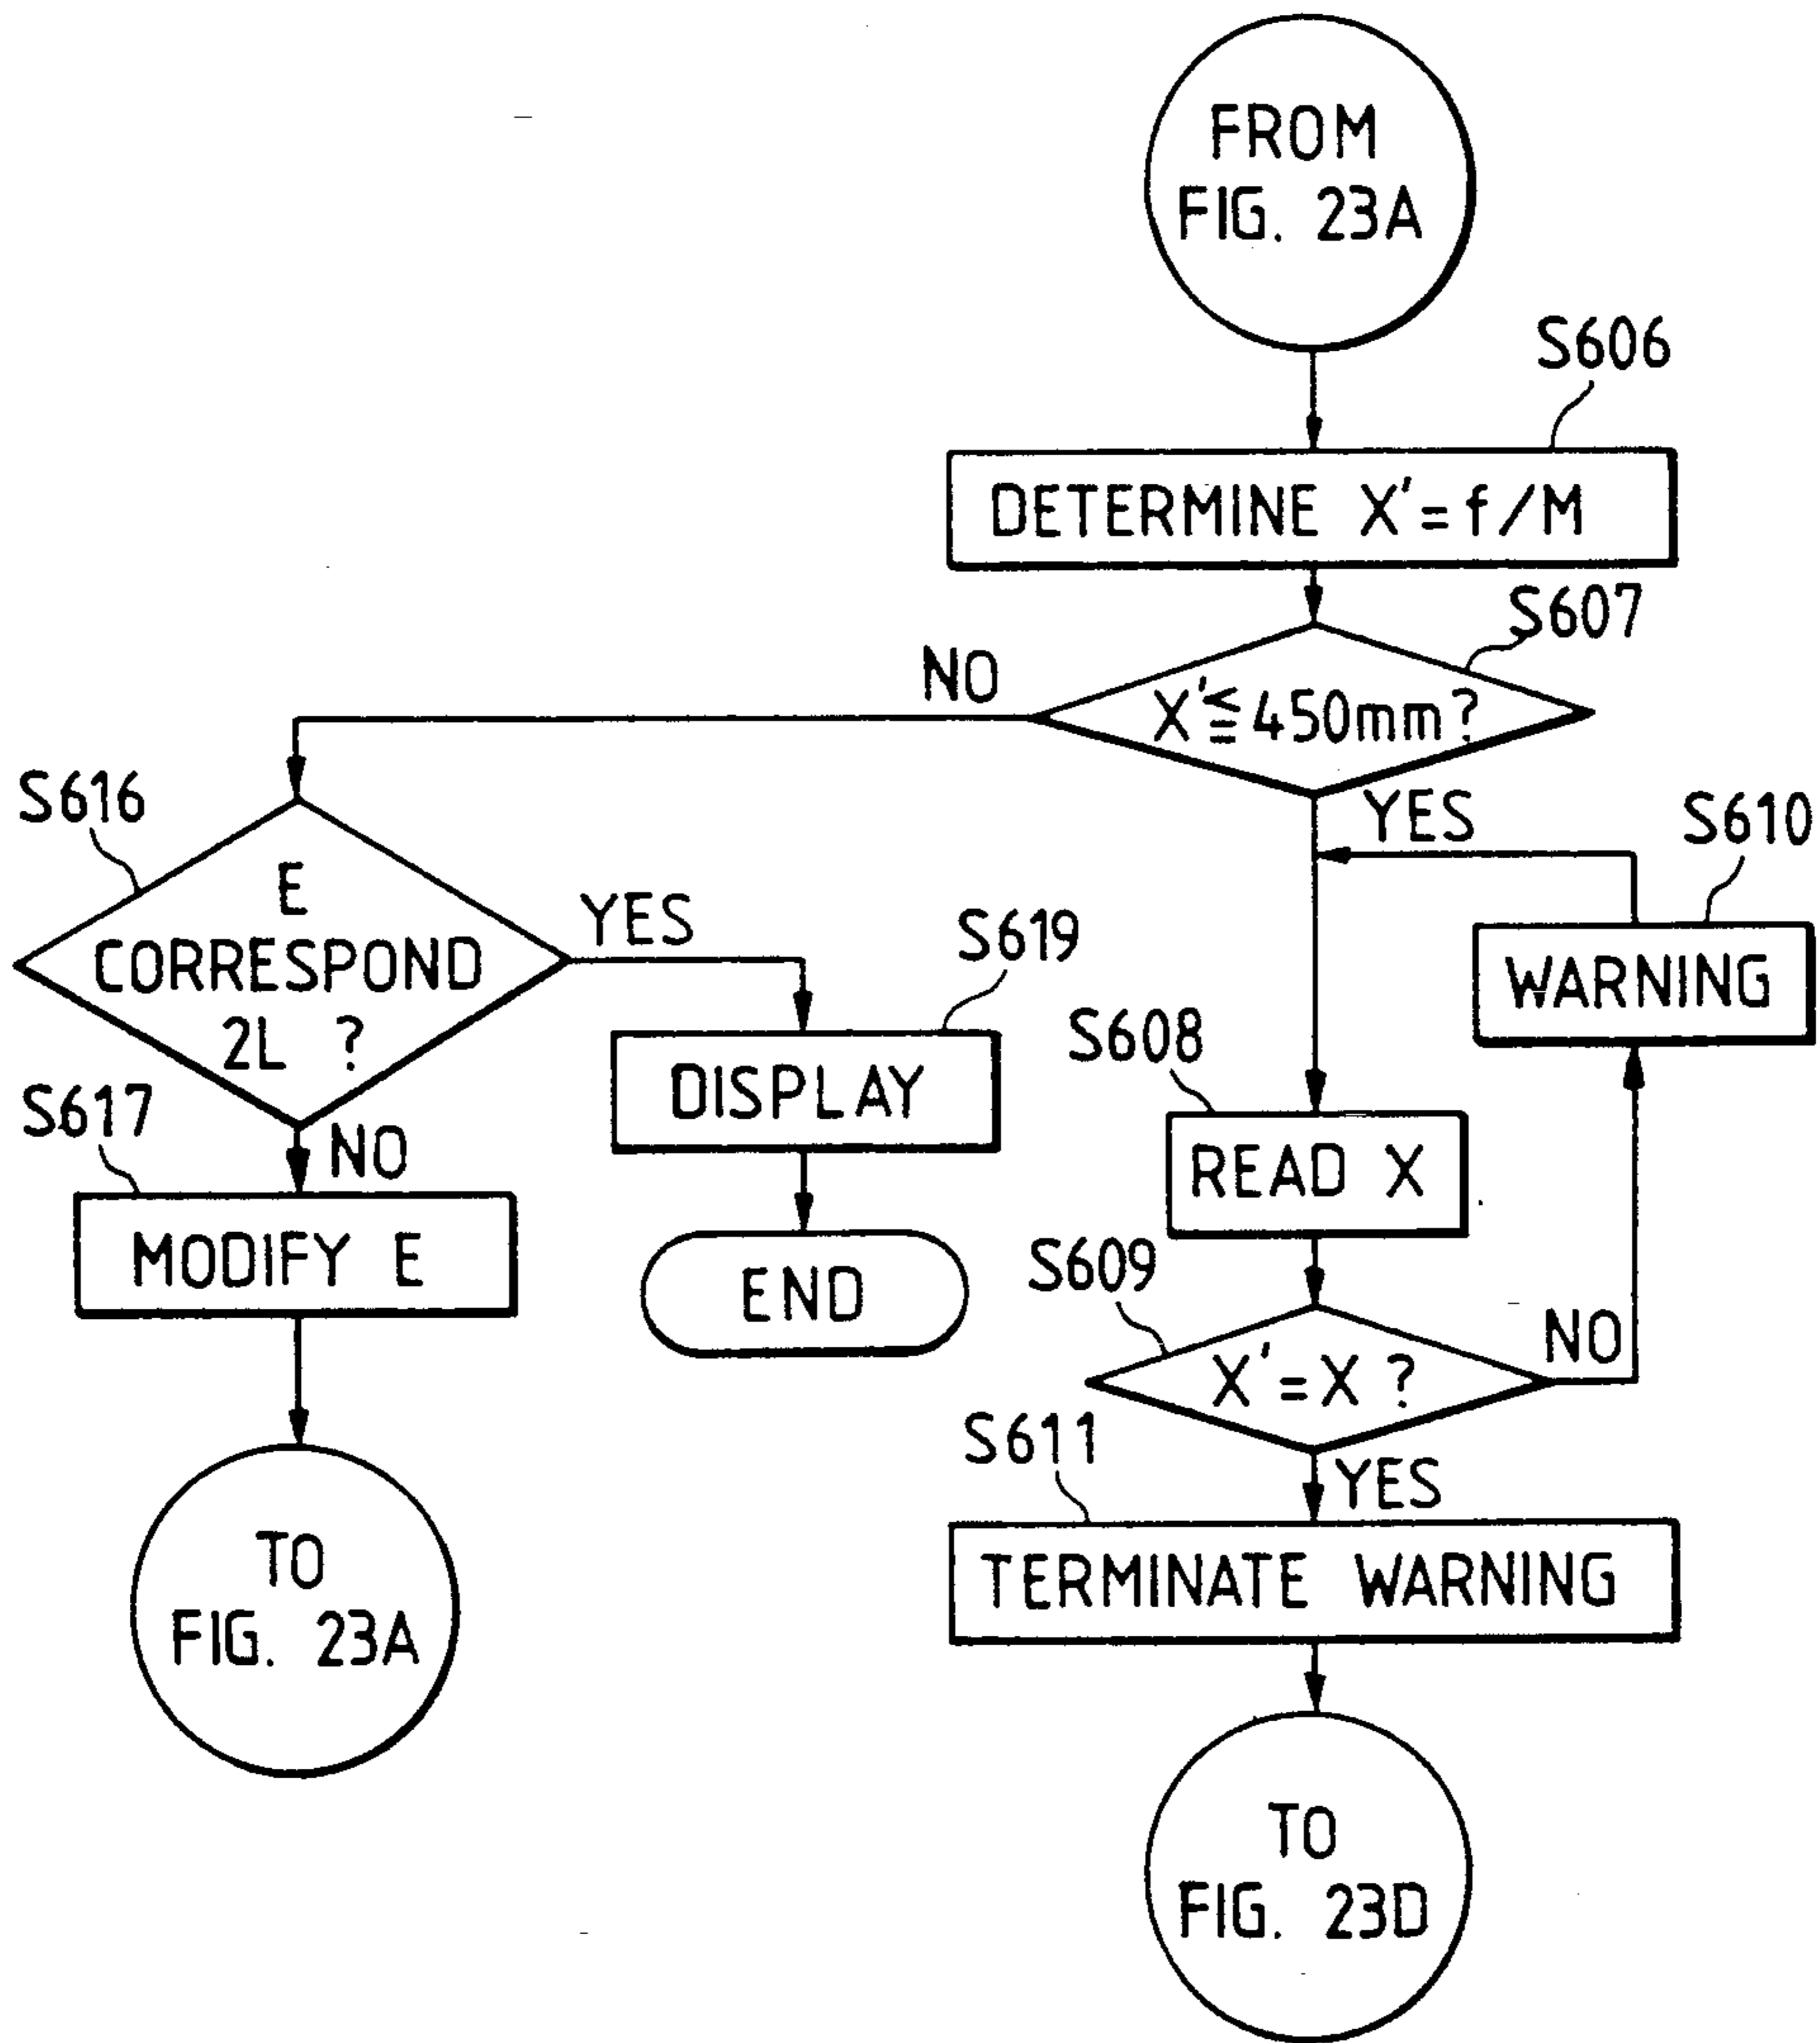 FROM
FIG. 23A
S606
DETERMINE X'=f/M
S607
NO
X'≦450mm?
YES
S610
WARNING
S616
E
CORRESPOND
2L ?
YES
S619
DISPLAY
END
S617
NO
MODIFY E
TO
FIG. 23A
S608
READ X
S609
X'=X ?
NO
S611
YES
TERMINATE WARNING
TO
FIG. 23D